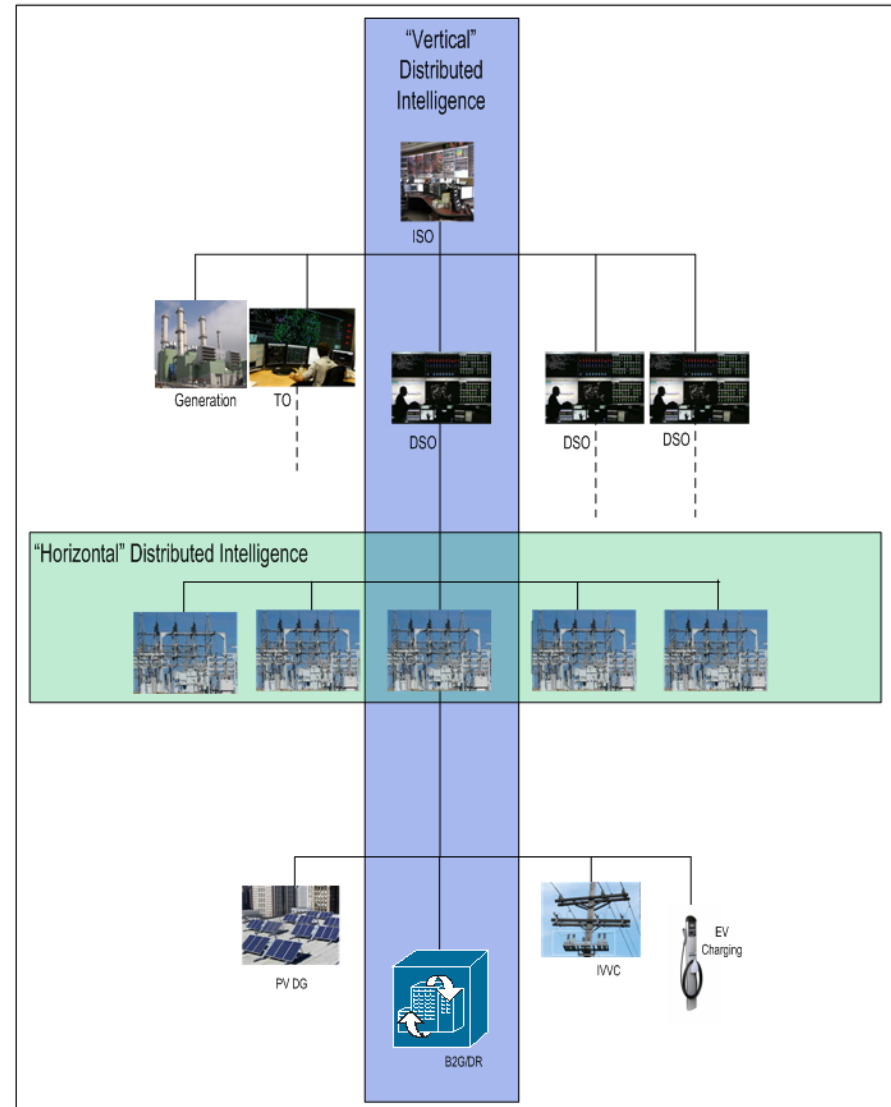 “Vertical”
Distributed
Intelligence
ISO
Generation
TO
DSO
DSO
DSO
“Horizontal” Distributed Intelligence
PV DG
B2G/DR
IVVC
EV
Charging